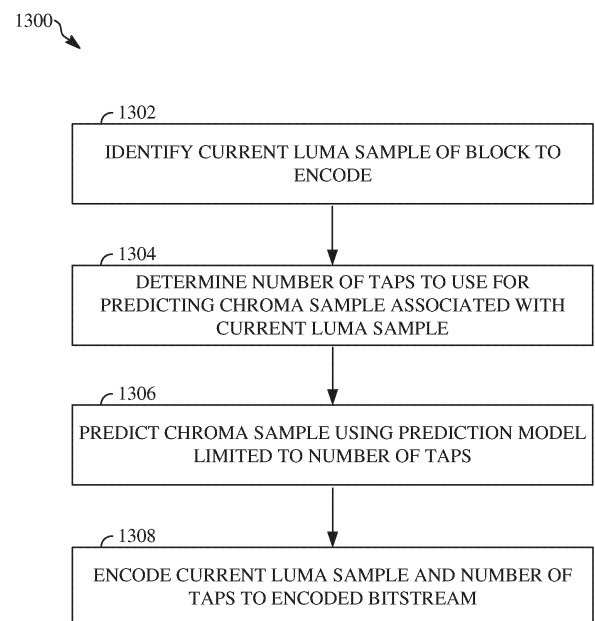 1300
1302
IDENTIFY CURRENT LUMA SAMPLE OF BLOCK TO
ENCODE
1304
DETERMINE NUMBER OF TAPS TO USE FOR
PREDICTING CHROMA SAMPLE ASSOCIATED WITH
CURRENT LUMA SAMPLE
1306
PREDICT CHROMA SAMPLE USING PREDICTION MODEL
LIMITED TO NUMBER OF TAPS
1308
ENCODE CURRENT LUMA SAMPLE AND NUMBER OF
TAPS TO ENCODED BITSTREAM